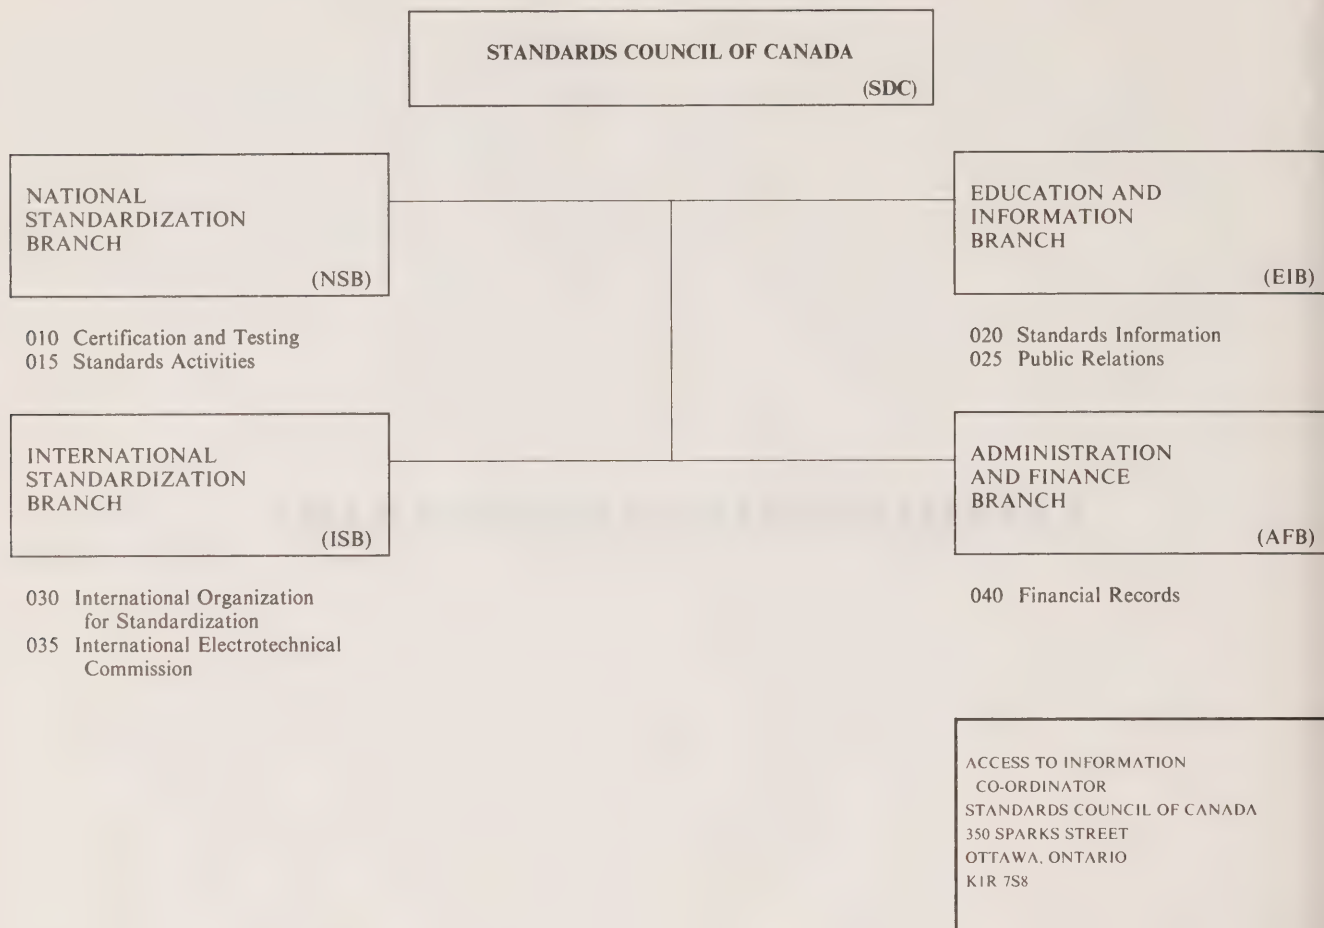 STANDARDS COUNCIL OF CANADA
(SDC)
NATIONAL
STANDARDIZATION
BRANCH
(NSB)
010 Certification and Testing
015 Standards Activities
EDUCATION AND
INFORMATION
BRANCH
(EIB)
020 Standards Information
025 Public Relations
INTERNATIONAL
STANDARDIZATION
BRANCH
(ISB)
030 International Organization
for Standardization
035 International Electrotechnical
Commission
ADMINISTRATION
AND FINANCE
BRANCH
(AFB)
040 Financial Records
ACCESS TO INFORMATION
CO-ORDINATOR
STANDARDS COUNCIL OF CANADA
350 SPARKS STREET
OTTAWA, ONTARIO
K1R 7S8